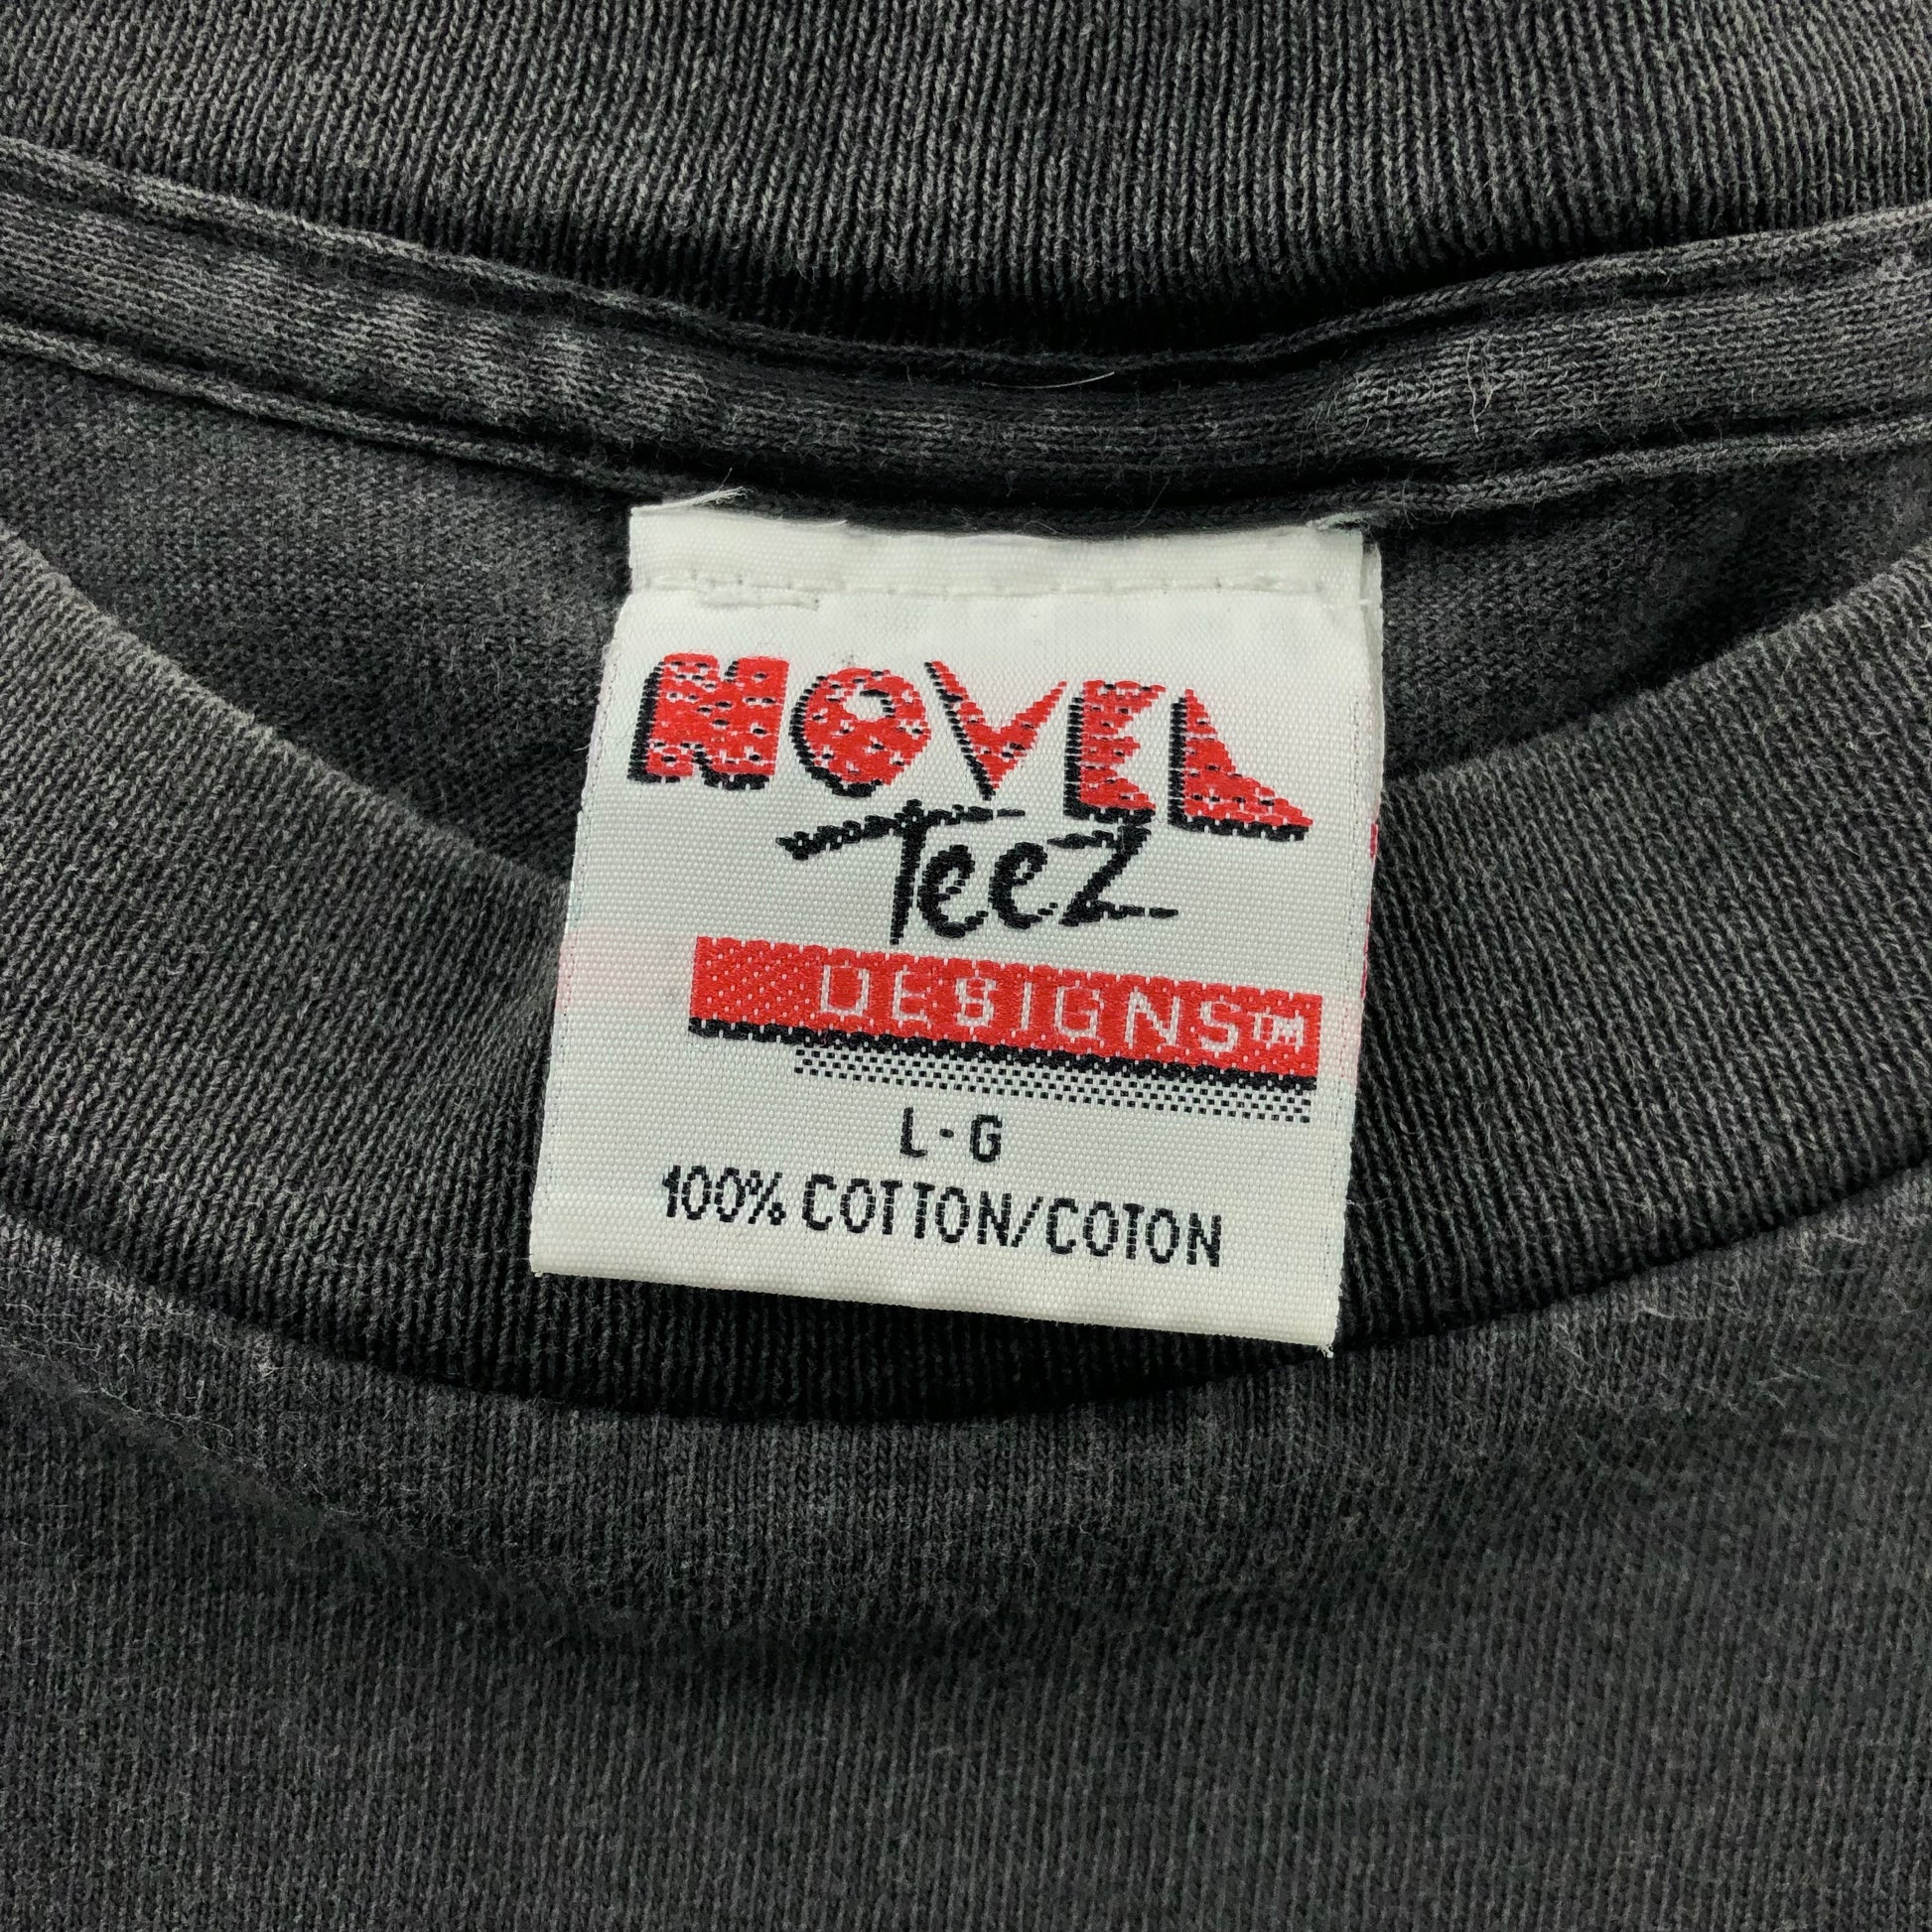 NOVEL
TeeZ
DESIGNS™
L-G
100% COTTON/COTON